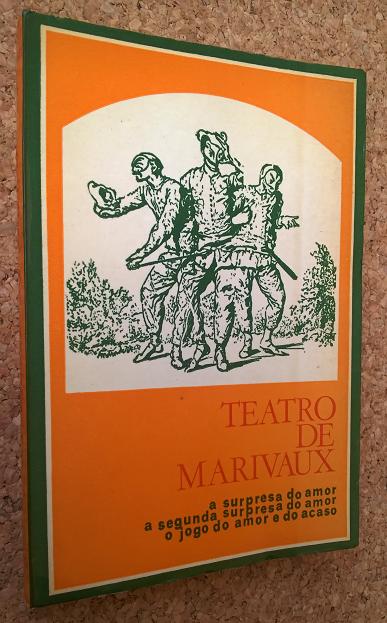 TEATRO
DE
MARIVAUX
a surpresa do amor
a segunda surpresa do amor
o jogo do amor e do acaso